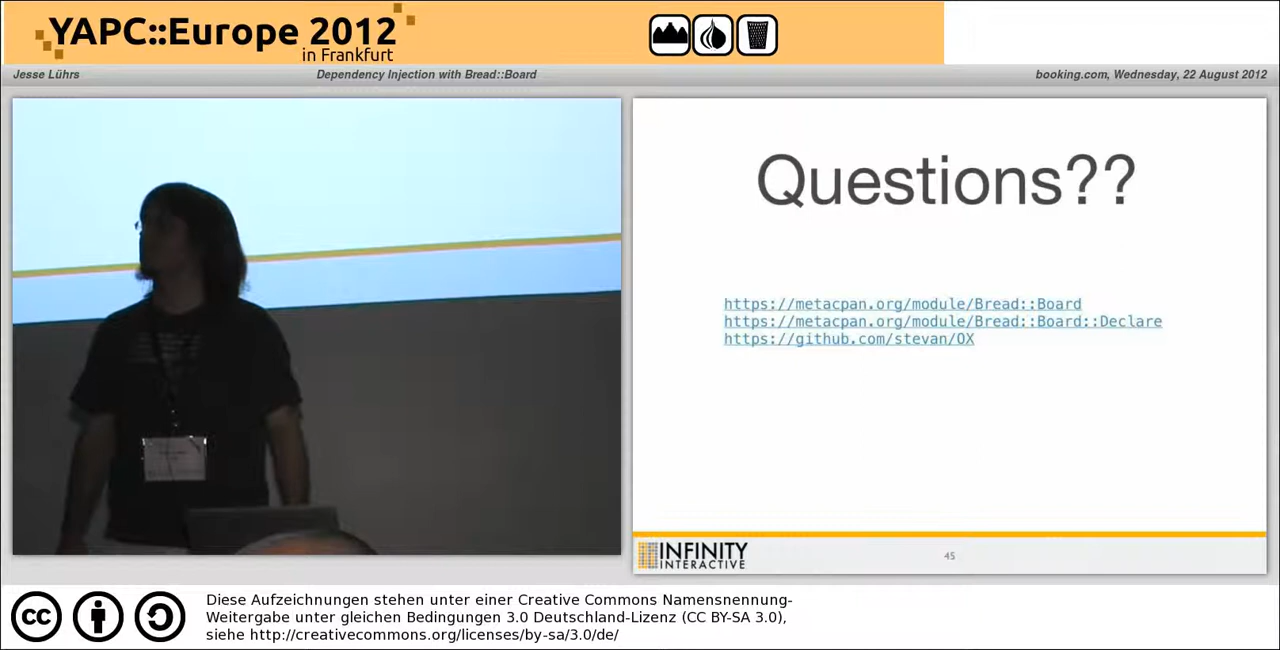 YAPC::Europe 2012
in Frankfurt
Jesse Lührs
Dependency Injection with Bread::Board
booking.com, Wednesday, 22 August 2012
Questions??
https://metacpan.org/module/Bread::Board
https://metacpan.org/module/Bread::Board::Declare
https://github.com/stevan/OX
INFINITY
INTERACTIVE
45
cc
Diese Aufzeichnungen stehen unter einer Creative Commons Namensnennung-
Weitergabe unter gleichen Bedingungen 3.0 Deutschland-Lizenz (CC BY-SA 3.0),
siehe http://creativecommons.org/licenses/by-sa/3.0/de/